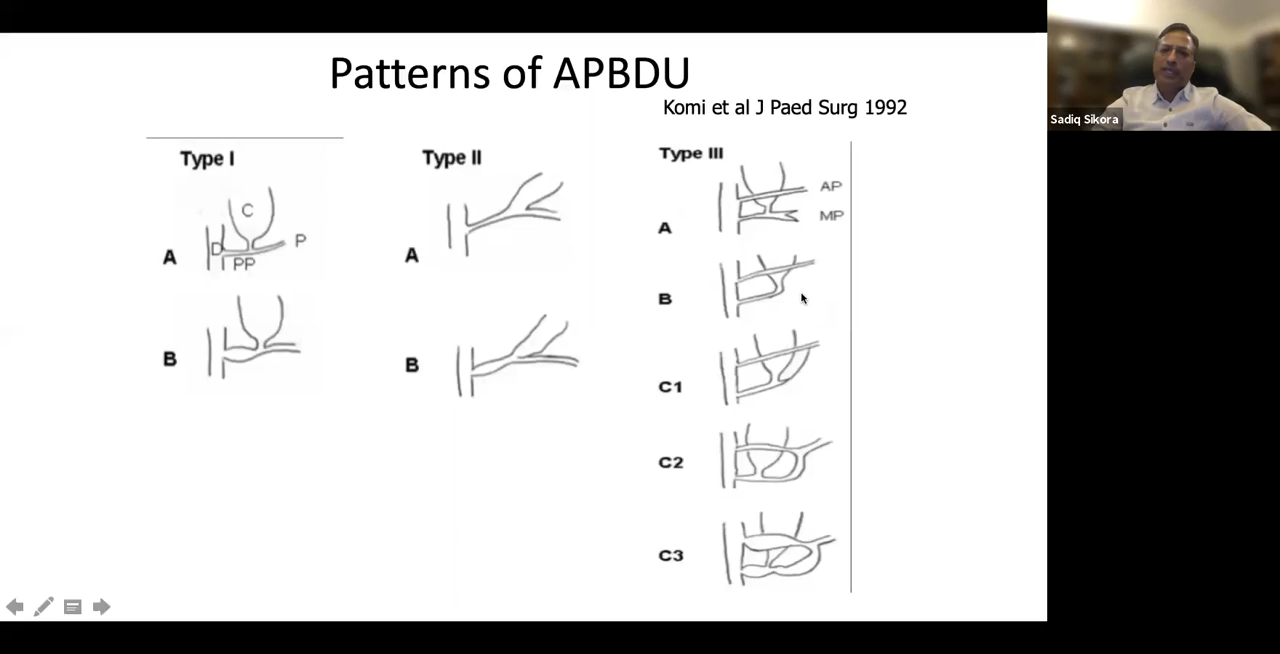 Patterns of APBDU
Komi et al J Paed Surg 1992
Sadiq Sikora
Type I
A
C
D
P
PP
B
Type II
A
B
Type III
A
AP
MP
B
C1
C2
C3